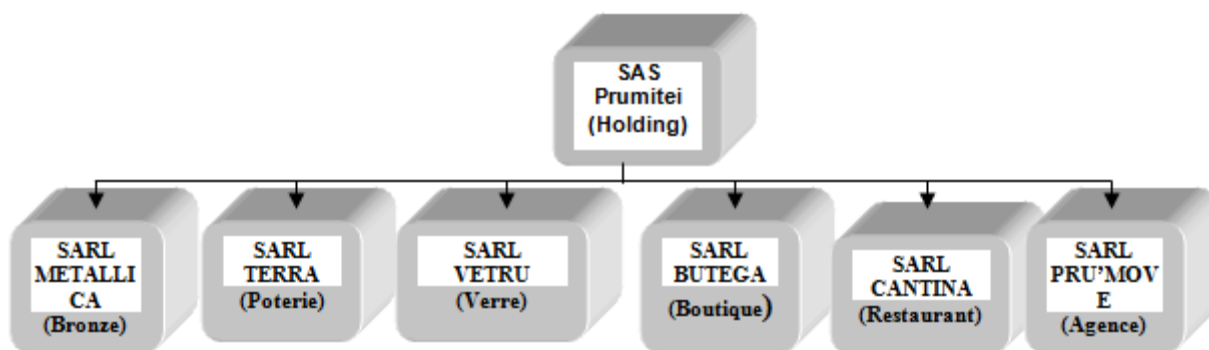 SAS
Prumitei
(Holding)
SARL
METALLI
CA
(Bronze)
SARL
TERRA
(Poterie)
SARL
VETRU
(Verre)
SARL
BUTEGA
(Boutique)
SARL
CANTINA
(Restaurant)
SARL
PRU’MOV
E
(Agence)